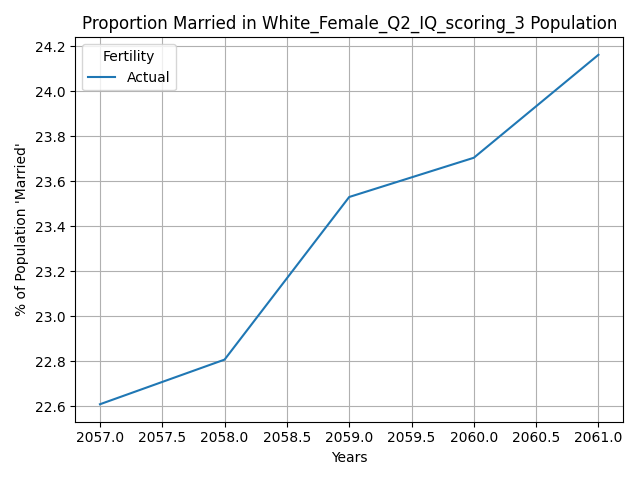 Proportion Married in White_Female_Q2_IQ_scoring_3 Population
Fertility
Actual
% of Population 'Married'
24.2
24.0
23.8
23.6
23.4
23.2
23.0
22.8
22.6
2057.0 2057.5 2058.0 2058.5 2059.0 2059.5 2060.0 2060.5 2061.0
Years